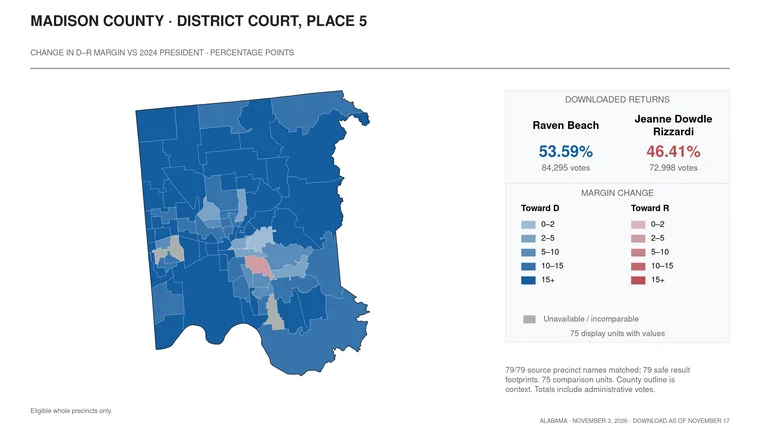 MADISON COUNTY · DISTRICT COURT, PLACE 5
CHANGE IN D–R MARGIN VS 2024 PRESIDENT · PERCENTAGE POINTS
DOWNLOADED RETURNS
Raven Beach
53.59%
84,295 votes
Jeanne Dowdle
Rizzardi
46.41%
72,998 votes
MARGIN CHANGE
Toward D
0–2
2–5
5–10
10–15
15+
Toward R
0–2
2–5
5–10
10–15
15+
Unavailable / incomparable
75 display units with values
79/79 source precinct names matched; 79 safe result
footprints. 75 comparison units. County outline is
context. Totals include administrative votes.
Eligible whole precincts only.
ALABAMA · NOVEMBER 3, 2026 · DOWNLOAD AS OF NOVEMBER 17